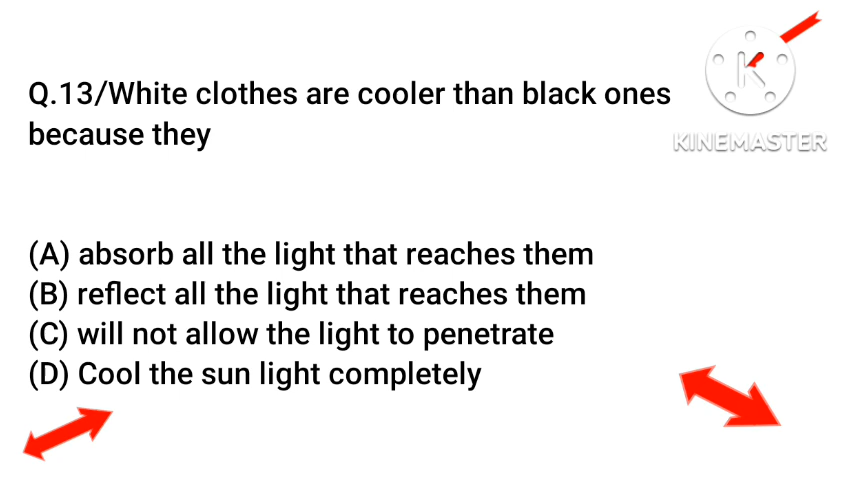 Q.13/White clothes are cooler than black ones
because they
KINEMASTER
(A) absorb all the light that reaches them
(B) reflect all the light that reaches them
(C) will not allow the light to penetrate
(D) Cool the sun light completely